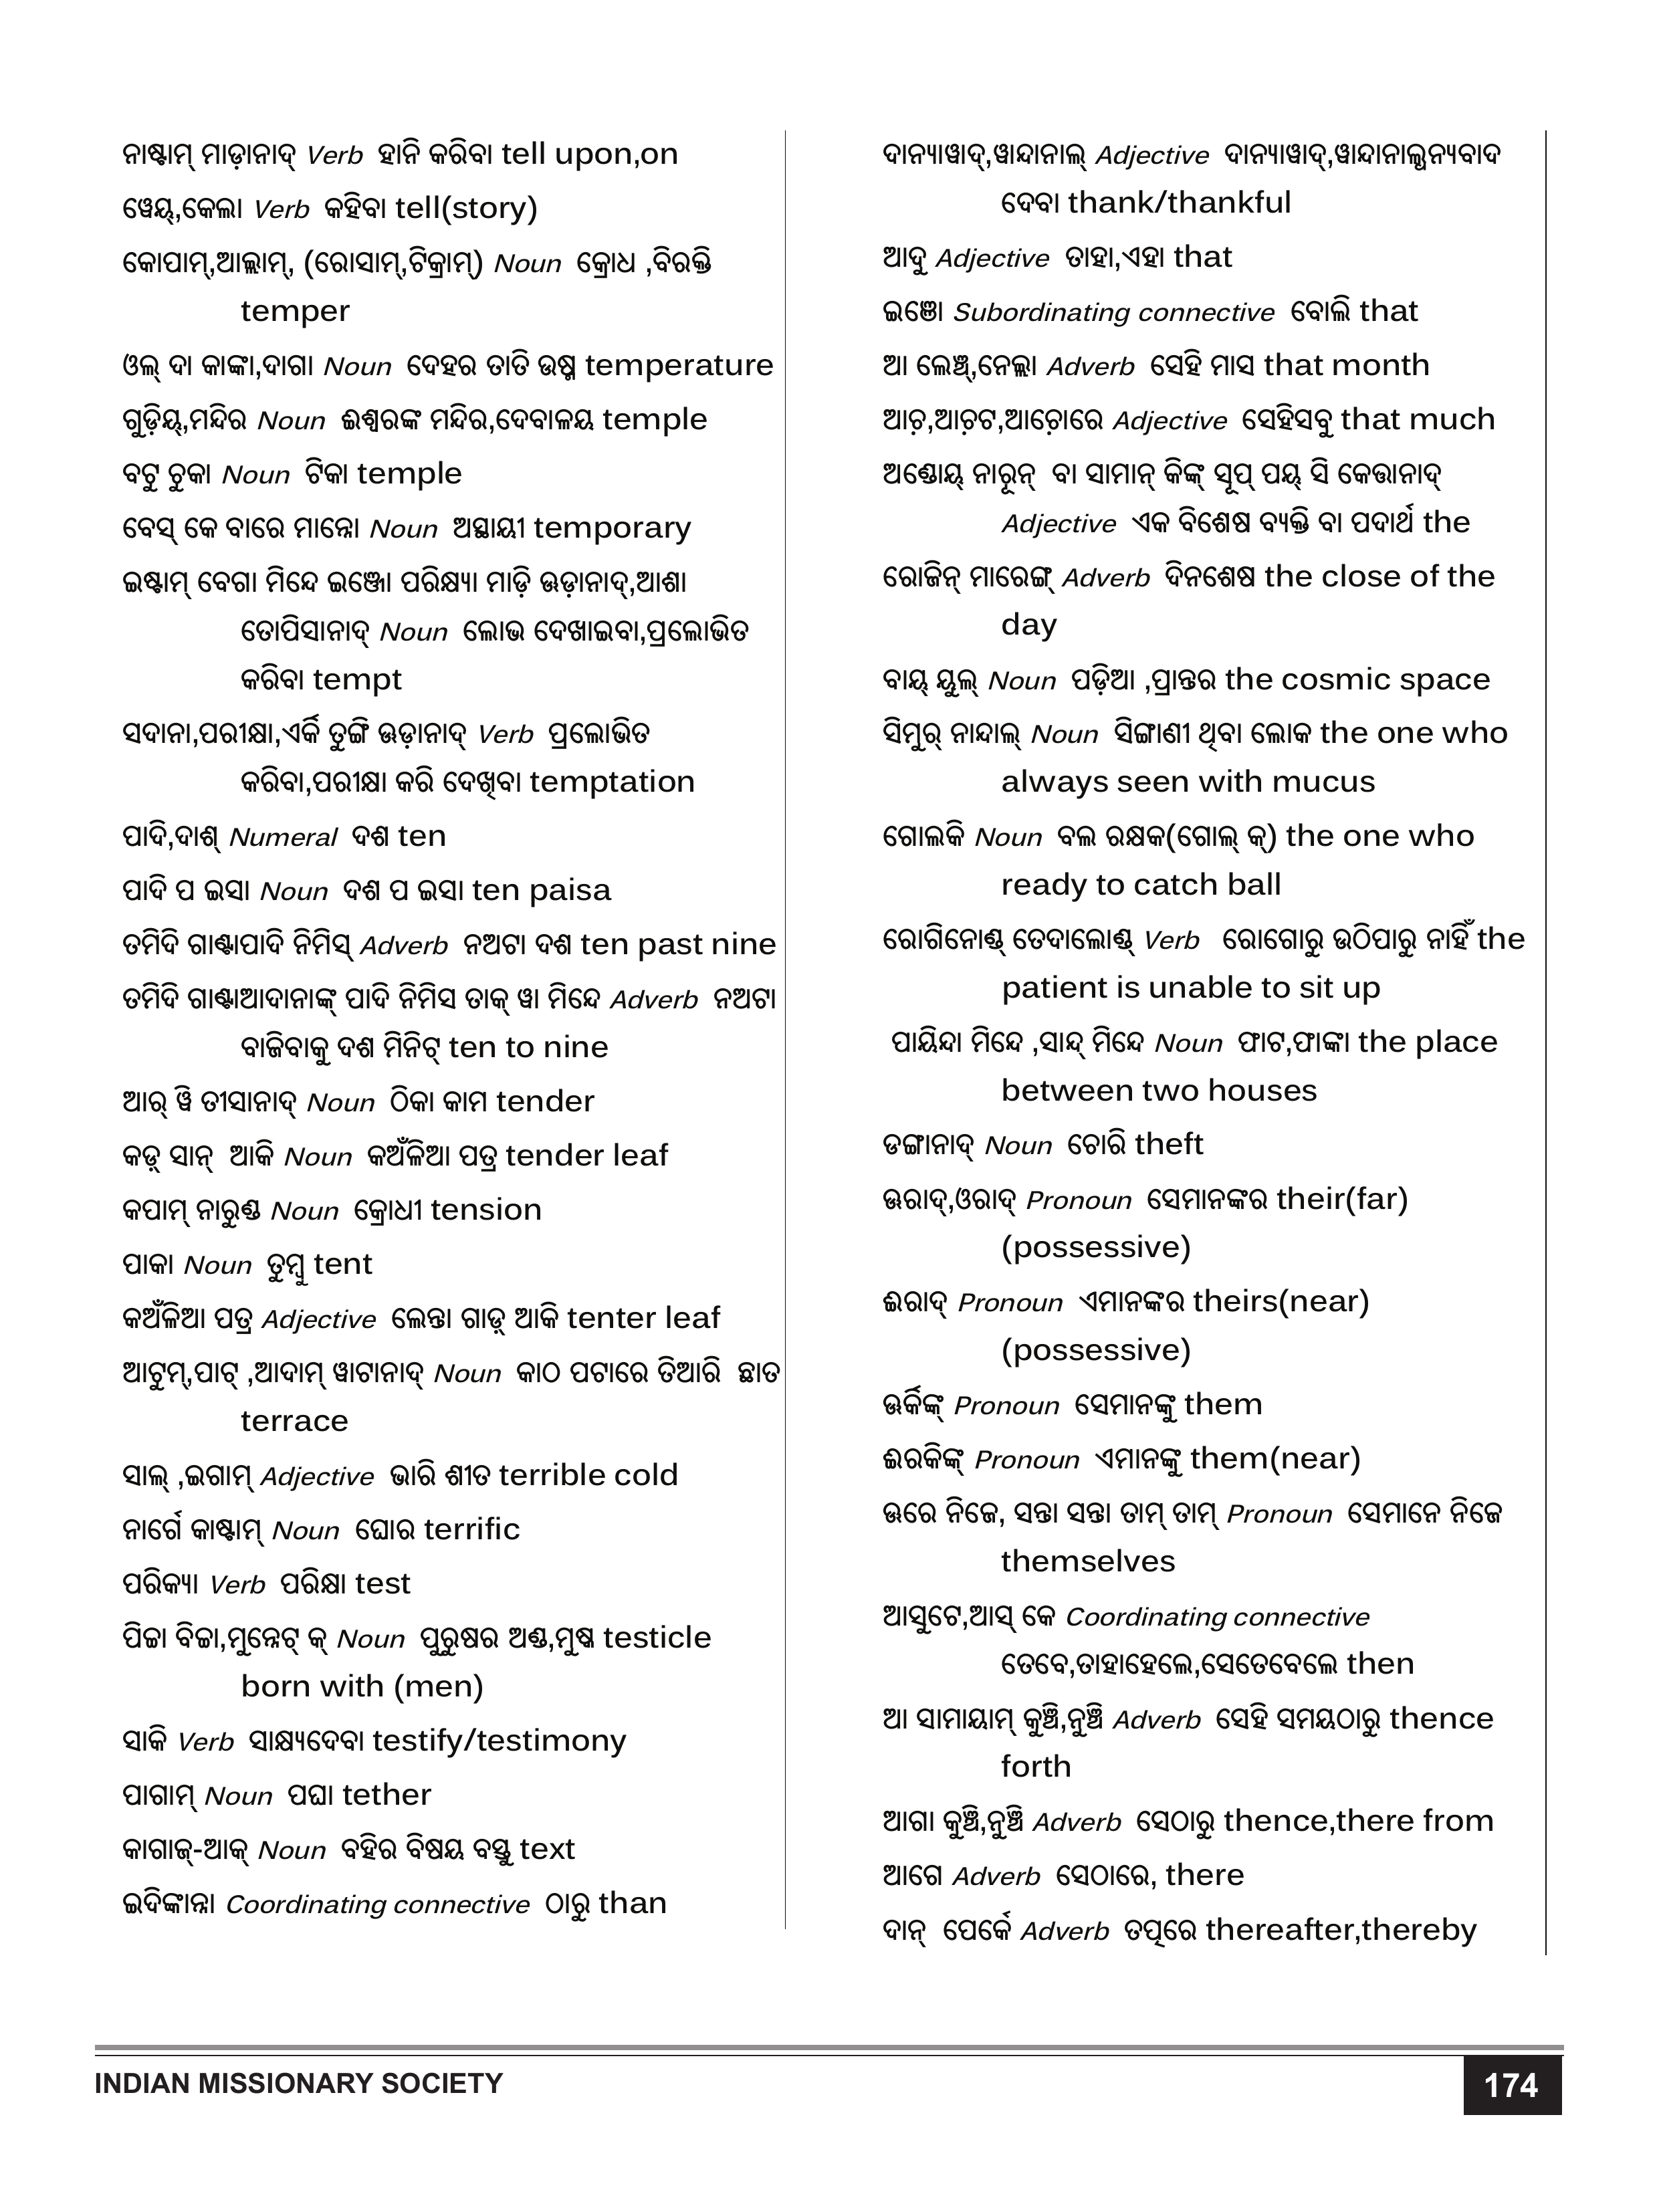 ନାଷ୍ଟାମ୍ ମାଡ଼ାନାଦ୍ Verb ହାନି କରିବା tell upon,on
ୱେୟ୍,କେଲା Verb କହିବା tell(story)
କୋପାମ୍,ଆଲ୍ଲାମ୍, (ରୋସାମ୍,ଟିକ୍ରାମ୍) Noun କ୍ରୋଧ ,ବିରକ୍ତି
temper
ଓଲ୍ ଦା କାଙ୍କା,ଦାଗା Noun ଦେହର ତାତି ଉଷ୍ମ temperature
ଗୁଡ଼ିୟ୍,ମନ୍ଦିର Noun ଈଶ୍ୱରଙ୍କ ମନ୍ଦିର,ଦେବାଳୟ temple
ବଟୁ ଚୁକା Noun ଟିକା temple
ବେସ୍ କେ ବାରେ ମାନ୍ନୋ Noun ଅସ୍ଥାୟୀ temporary
ଇଷ୍ଟାମ୍ ବେଗା ମିନ୍ଦେ ଇଞ୍ଜୋ ପରିକ୍ଷ୍ୟା ମାଡ଼ି ଊଡ଼ାନାଦ୍,ଆଶା
ତୋପିସାନାଦ୍ Noun ଲୋଭ ଦେଖାଇବା,ପ୍ରଲୋଭିତ
କରିବା tempt
ସଦାନା,ପରୀକ୍ଷା,ଏର୍କି ତୁଙ୍ଗି ଊଡ଼ାନାଦ୍ Verb ପ୍ରଲୋଭିତ
କରିବା,ପରୀକ୍ଷା କରି ଦେଖିବା temptation
ପାଦି,ଦାଶ୍ Numeral ଦଶ ten
ପାଦି ପ ଇସା Noun ଦଶ ପ ଇସା ten paisa
ତମିଦି ଗାଣ୍ଟାପାଦି ନିମିସ୍ Adverb ନଅଟା ଦଶ ten past nine
ତମିଦି ଗାଣ୍ଟାଆଦାନାଙ୍କ୍ ପାଦି ନିମିସ ତାକ୍ ୱା ମିନ୍ଦେ Adverb ନଅଟା
ବାଜିବାକୁ ଦଶ ମିନିଟ୍ ten to nine
ଆର୍ ୱି ତୀସାନାଦ୍ Noun ଠିକା କାମ tender
କଡ଼୍ ସାନ୍ ଆକି Noun କଅଁଳିଆ ପତ୍ର tender leaf
କପାମ୍ ନାରୁଣ୍ଡ Noun କ୍ରୋଧୀ tension
ପାକା Noun ତୁମ୍ବୁ tent
କଅଁଳିଆ ପତ୍ର Adjective ଲେନ୍ତା ଗାଡ଼୍ ଆକି tenter leaf
ଆଟୁମ୍,ପାଟ୍ ,ଆଦାମ୍ ୱାଟାନାଦ୍ Noun କାଠ ପଟାରେ ତିଆରି ଛାତ
terrace
ସାଲ୍ ,ଇଗାମ୍ Adjective ଭାରି ଶୀତ terrible cold
ନାର୍ଗେ କାଷ୍ଟାମ୍ Noun ଘୋର terrific
ପରିକ୍ୟା Verb ପରିକ୍ଷା test
ପିଚ୍ଚା ବିଚ୍ଚା,ମୁନ୍ନେଟ୍ କ୍ Noun ପୁରୁଷର ଅଣ୍ଡ,ମୁଷ୍କ testicle
born with (men)
ସାକି Verb ସାକ୍ଷ୍ୟଦେବା testify/testimony
ପାଗାମ୍ Noun ପଘା tether
କାଗାଜ୍-ଆକ୍ Noun ବହିର ବିଷୟ ବସ୍ତୁ text
ଇଦିଙ୍କାନ୍ନା Coordinating connective ଠାରୁ than
ଦାନ୍ୟାୱାଦ୍,ୱାନ୍ଦାନାଲ୍ Adjective ଦାନ୍ୟାୱାଦ୍,ୱାନ୍ଦାନାଲ୍ଧନ୍ୟବାଦ
ଦେବା thank/thankful
ଆଦୁ Adjective ତାହା,ଏହା that
ଇଞୋ Subordinating connective ବୋଲି that
ଆ ଲେଞ୍ଜ୍,ନେଲ୍ଲା Adverb ସେହି ମାସ that month
ଆଚ଼,ଆଚ଼ଟ,ଆଚ଼ୋରେ Adjective ସେହିସବୁ that much
ଅଣ୍ଡୋୟ୍ ନାରୂନ୍ ବା ସାମାନ୍ କିଙ୍କ୍ ସୂପ୍ ପୟ୍ ସି କେତ୍ତାନାଦ୍
Adjective ଏକ ବିଶେଷ ବ୍ୟକ୍ତି ବା ପଦାର୍ଥ the
ରୋଜିନ୍ ମାରେଙ୍ଗ୍ Adverb ଦିନଶେଷ the close of the
day
ବାୟ୍ ୟୁଲ୍ Noun ପଡ଼ିଆ ,ପ୍ରାନ୍ତର the cosmic space
ସିମୁର୍ ନାନ୍ଦାଲ୍ Noun ସିଙ୍ଗାଣୀ ଥିବା ଲୋକ the one who
always seen with mucus
ଗୋଲକି Noun ବଲ ରକ୍ଷକ(ଗୋଲ୍ କ୍) the one who
ready to catch ball
ରୋଗିନୋଣ୍ଡ୍ ତେଦାଲୋଣ୍ଡ୍ Verb ରୋଗୋରୁ ଉଠିପାରୁ ନାହିଁ the
patient is unable to sit up
ପାୟିନ୍ଦା ମିନ୍ଦେ ,ସାନ୍ଦ୍ ମିନ୍ଦେ Noun ଫାଟ,ଫାଙ୍କା the place
between two houses
ଡଙ୍ଗାନାଦ୍ Noun ଚୋରି theft
ଊରାଦ୍,ଓରାଦ୍ Pronoun ସେମାନଙ୍କର their(far)
(possessive)
ଈରାଦ୍ Pronoun ଏମାନଙ୍କର theirs(near)
(possessive)
ଊର୍କିଙ୍କ୍ Pronoun ସେମାନଙ୍କୁ them
ଈରକିଙ୍କ୍ Pronoun ଏମାନଙ୍କୁ them(near)
ଊରେ ନିଜେ, ସନ୍ତା ସନ୍ତା ତାମ୍ ତାମ୍ Pronoun ସେମାନେ ନିଜେ
themselves
ଆସୁଟେ,ଆସ୍ କେ Coordinating connective
ତେବେ,ତାହାହେଲେ,ସେତେବେଲେ then
ଆ ସାମାୟାମ୍ କୁଞ୍ଚି,ନୁଞ୍ଚି Adverb ସେହି ସମୟଠାରୁ thence
forth
ଆଗା କୁଞ୍ଚି,ନୁଞ୍ଚି Adverb ସେଠାରୁ thence,there from
ଆଗେ Adverb ସେଠାରେ, there
ଦାନ୍ ପେର୍କେ Adverb ତତ୍ପରେ thereafter,thereby
INDIAN MISSIONARY SOCIETY
174